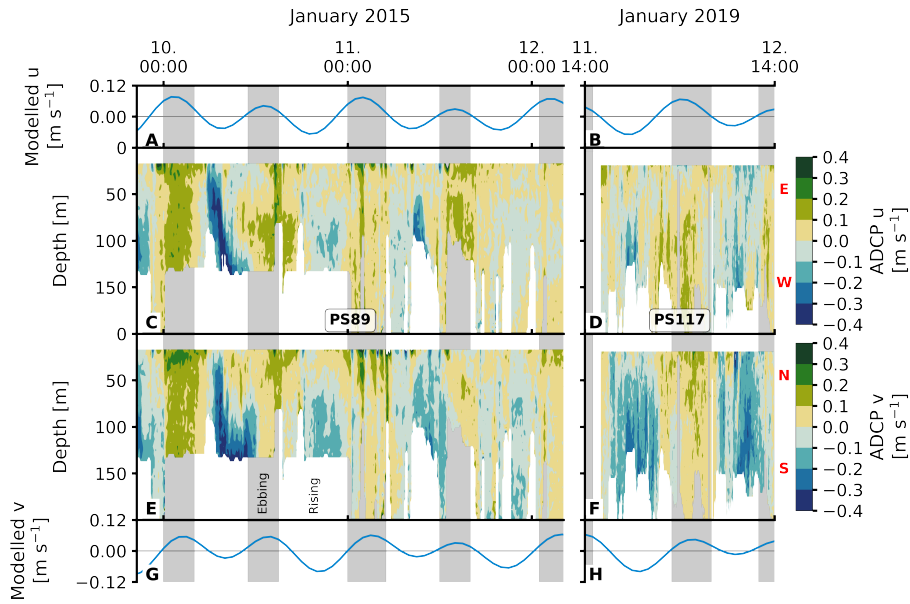 January 2015
January 2019
10.
00:00
11.
00:00
12.
00:00
11.
14:00
12.
14:00
Modelled u
[m s⁻¹]
0.12
0.00
0
A
B
Depth [m]
50
100
150
0
C
PS89
D
PS117
E
W
0.4
0.3
0.2
0.1
0.0
−0.1
−0.2
−0.3
−0.4
ADCP u
[m s⁻¹]
Depth [m]
50
100
150
E
Ebbing
Rising
F
N
S
0.4
0.3
0.2
0.1
0.0
−0.1
−0.2
−0.3
−0.4
ADCP v
[m s⁻¹]
Modelled v
[m s⁻¹]
0.12
0.00
−0.12
G
H